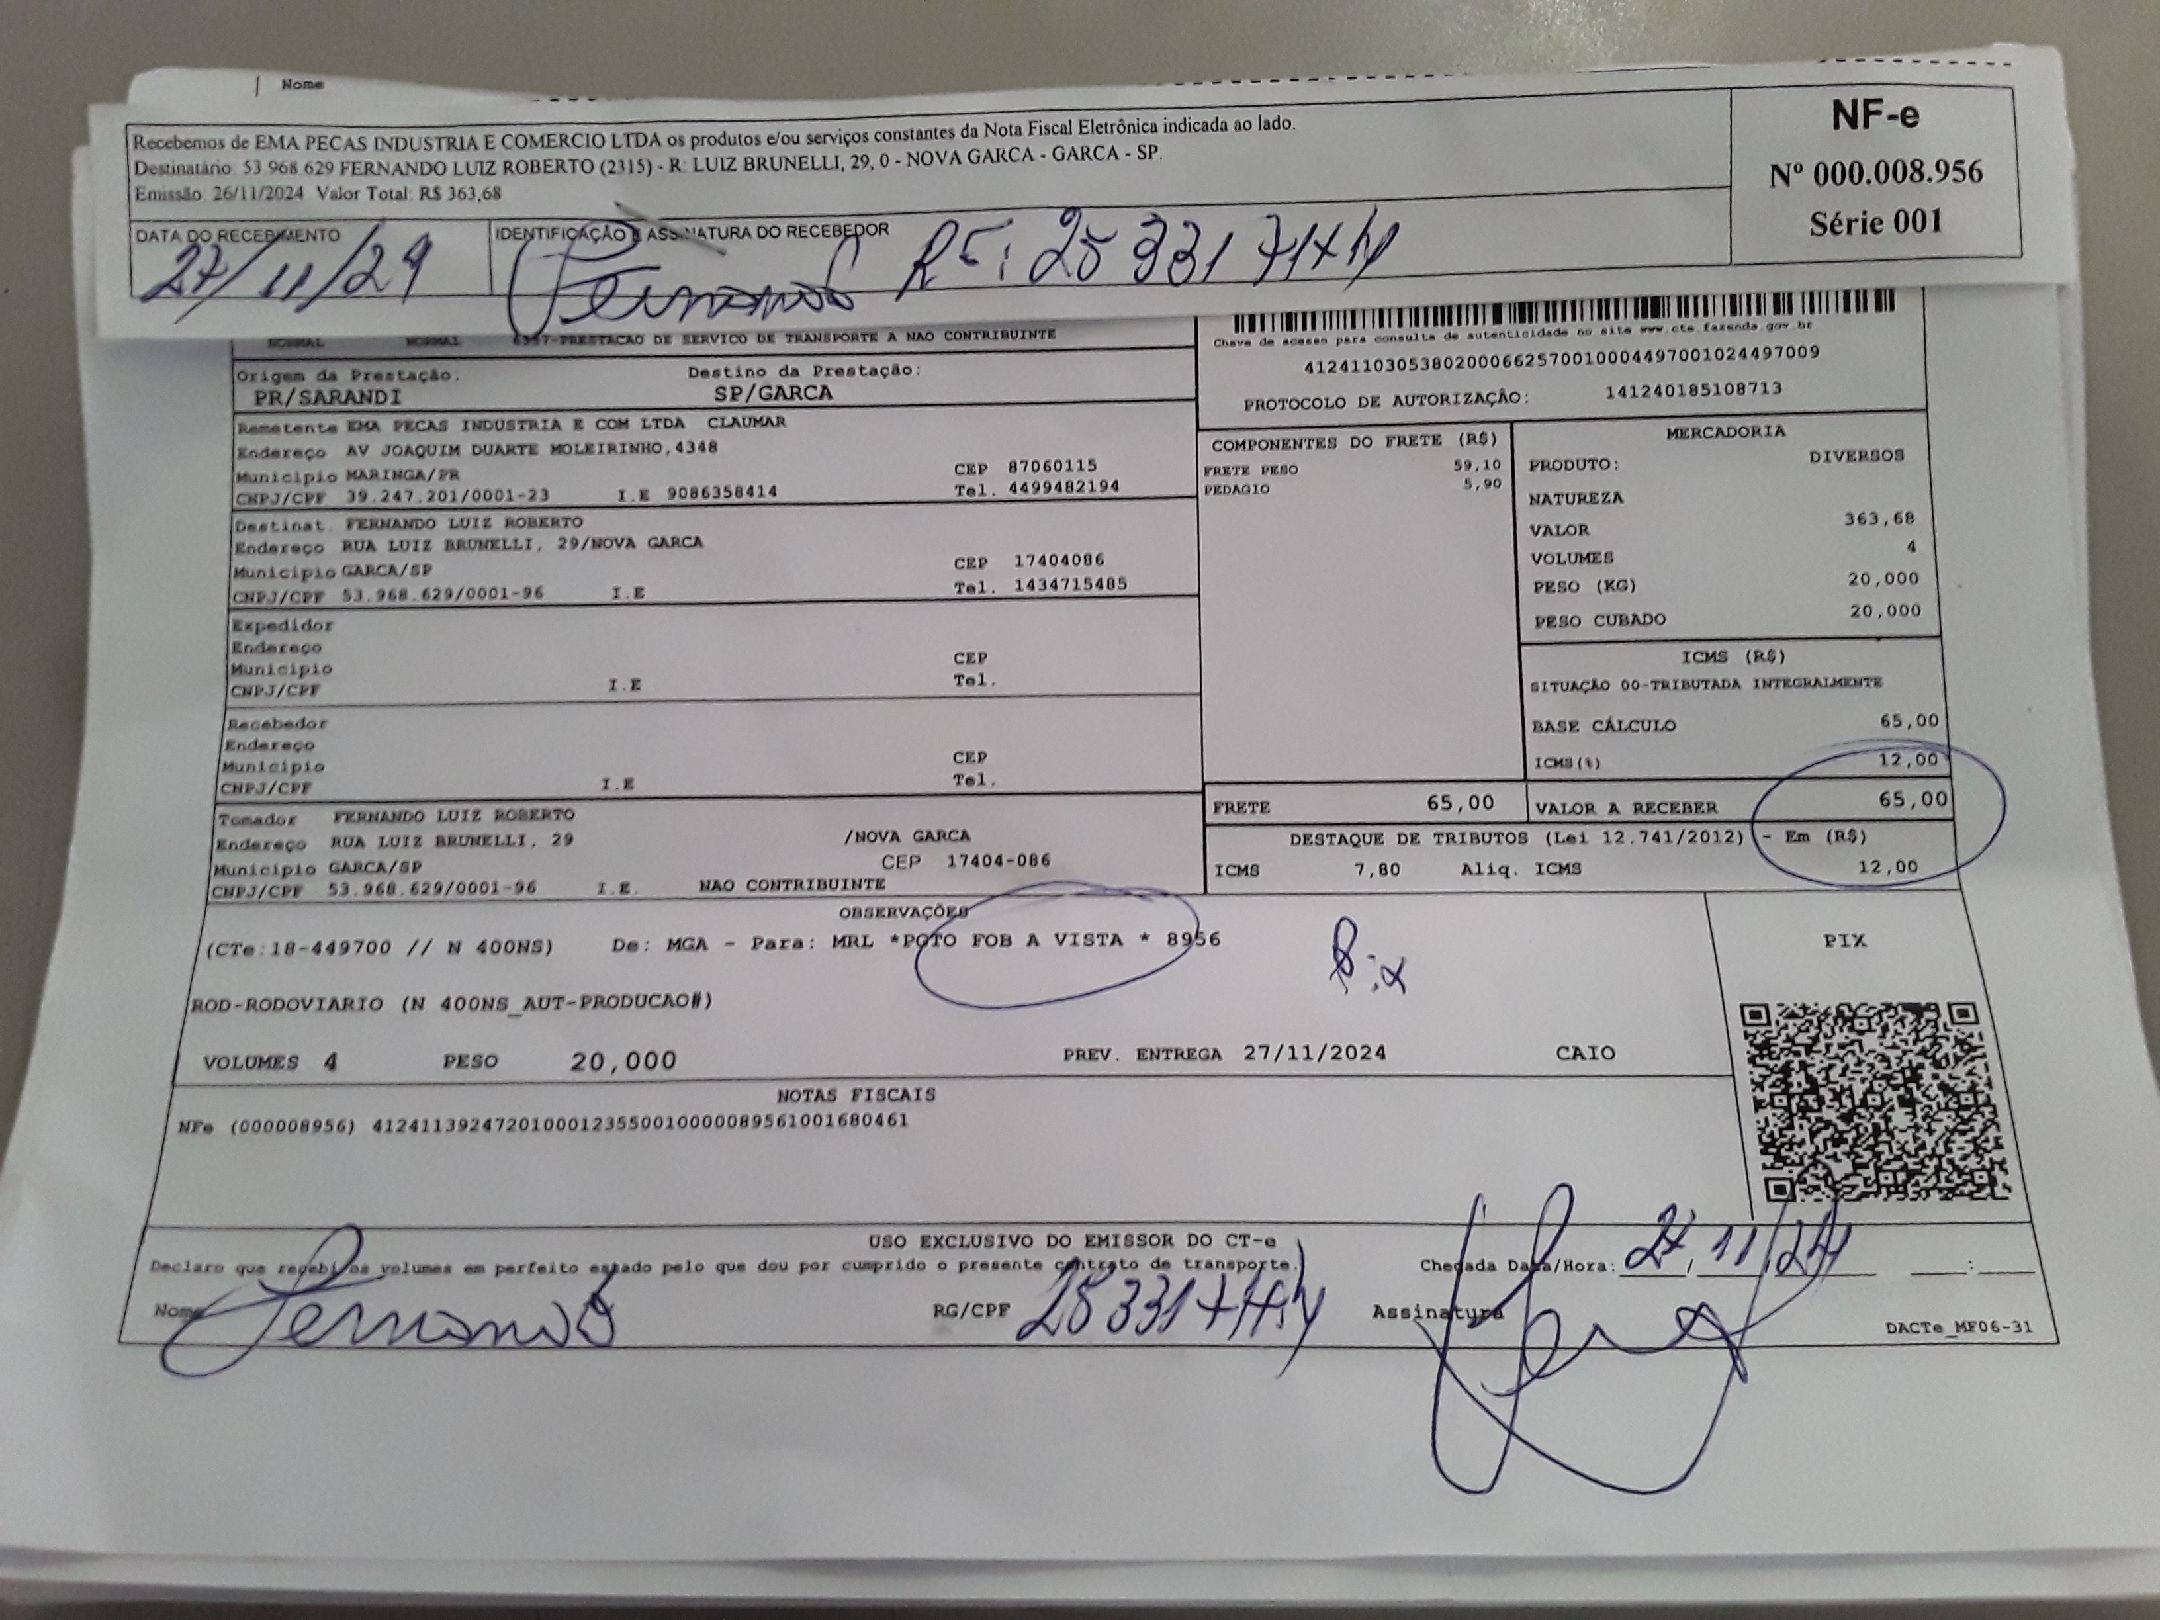 Nome
Recebemos de EMA PECAS INDUSTRIA E COMERCIO LTDA os produtos e/ou serviços constantes da Nota Fiscal Eletrônica indicada ao lado.
Destinatário: 53.968.629 FERNANDO LUIZ ROBERTO (2315) - R: LUIZ BRUNELLI, 29, 0 - NOVA GARCA - GARCA - SP.
Emissão: 26/11/2024 Valor Total: R$ 363,68
NF-e
Nº 000.008.956
Série 001
DATA DO RECEBIMENTO
27/11/24
IDENTIFICAÇÃO E ASSINATURA DO RECEBEDOR
Fernando
NORMAL NORMAL 6357-PRESTACAO DE SERVICO DE TRANSPORTE A NAO CONTRIBUINTE
Origem da Prestação: Destino da Prestação:
PR/SARANDI SP/GARCA
Chave de acesso para consulta de autenticidade no site www.cte.fazenda.gov.br
41241103053802000662570010004497001024497009
PROTOCOLO DE AUTORIZAÇÃO: 141240185108713
Remetente EMA PECAS INDUSTRIA E COM LTDA CLAUMAR
Endereço AV JOAQUIM DUARTE MOLEIRINHO,4348
Municipio MARINGA/PR CEP 87060115
CNPJ/CPF 39.247.201/0001-23 I.E 9086358414 Tel. 4499482194
Destinat. FERNANDO LUIZ ROBERTO
Endereço RUA LUIZ BRUNELLI, 29/NOVA GARCA
Municipio GARCA/SP CEP 17404086
CNPJ/CPF 53.968.629/0001-96 I.E Tel. 1434715485
Expedidor
Endereço
Municipio CEP
CNPJ/CPF I.E Tel.
Recebedor
Endereço
Municipio CEP
CNPJ/CPF I.E Tel.
Tomador FERNANDO LUIZ ROBERTO
Endereço RUA LUIZ BRUNELLI, 29 /NOVA GARCA
Municipio GARCA/SP CEP 17404-086
CNPJ/CPF 53.968.629/0001-96 I.E. NAO CONTRIBUINTE
COMPONENTES DO FRETE (R$)
FRETE PESO 59,10
PEDAGIO 5,90
MERCADORIA
PRODUTO: DIVERSOS
NATUREZA
VALOR 363,68
VOLUMES 4
PESO (KG) 20,000
PESO CUBADO 20,000
ICMS (R$)
SITUAÇÃO 00-TRIBUTADA INTEGRALMENTE
BASE CÁLCULO 65,00
ICMS(%) 12,00
FRETE 65,00 VALOR A RECEBER 65,00
DESTAQUE DE TRIBUTOS (Lei 12.741/2012) - Em (R$)
ICMS 7,80 Aliq. ICMS 12,00
OBSERVAÇÕES
(CTe:18-449700 // N 400NS) De: MGA - Para: MRL *PGTO FOB A VISTA * 8956
Pix
PIX
ROD-RODOVIARIO (N 400NS_AUT-PRODUCAO#)
VOLUMES 4 PESO 20,000 PREV. ENTREGA 27/11/2024 CAIO
NOTAS FISCAIS
NFe (000008956) 41241139247201000123550010000089561001680461
USO EXCLUSIVO DO EMISSOR DO CT-e
Declaro que recebi os volumes em perfeito estado pelo que dou por cumprido o presente contrato de transporte.
Chegada Data/Hora: 27/11/24 :
Nome Fernando RG/CPF Assinatura
DACTe_MF06-31